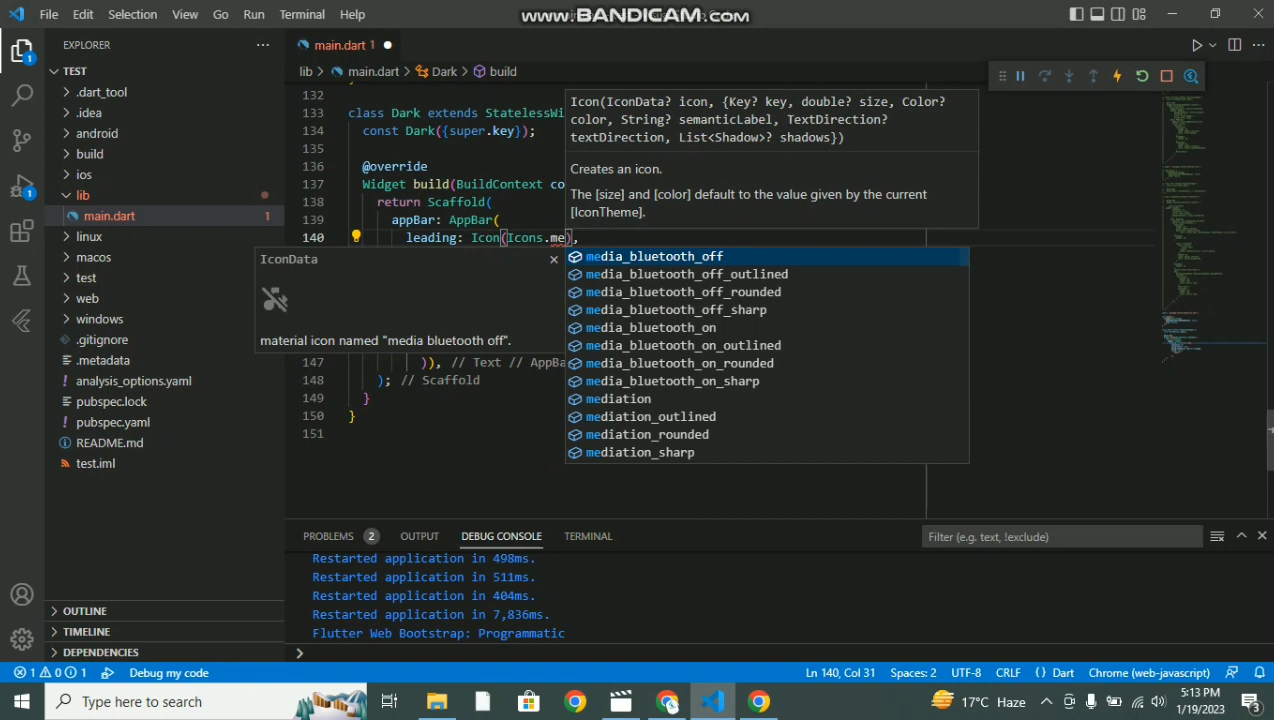 File Edit Selection View Go Run Terminal Help
www.BANDICAM.com
EXPLORER
main.dart 1
TEST
lib > main.dart > Dark > build
.dart_tool
.idea
android
build
ios
lib
main.dart 1
linux
macos
test
web
windows
.gitignore
.metadata
analysis_options.yaml
pubspec.lock
pubspec.yaml
README.md
test.iml
OUTLINE
TIMELINE
DEPENDENCIES
132
133 class Dark extends StatelessWi
134 const Dark({super.key});
135
136 @override
137 Widget build(BuildContext co
138 return Scaffold(
139 appBar: AppBar(
140 leading: Icon(Icons.me),
147 )), // Text // AppBa
148 ); // Scaffold
149 }
150 }
151
Icon(IconData? icon, {Key? key, double? size, Color?
color, String? semanticLabel, TextDirection?
textDirection, List<Shadow>? shadows})
Creates an icon.
The [size] and [color] default to the value given by the current
[IconTheme].
IconData
material icon named "media bluetooth off".
media_bluetooth_off
media_bluetooth_off_outlined
media_bluetooth_off_rounded
media_bluetooth_off_sharp
media_bluetooth_on
media_bluetooth_on_outlined
media_bluetooth_on_rounded
media_bluetooth_on_sharp
mediation
mediation_outlined
mediation_rounded
mediation_sharp
PROBLEMS 2 OUTPUT DEBUG CONSOLE TERMINAL
Filter (e.g. text, !exclude)
Restarted application in 498ms.
Restarted application in 511ms.
Restarted application in 404ms.
Restarted application in 7,836ms.
Flutter Web Bootstrap: Programmatic
1 0 1 Debug my code Ln 140, Col 31 Spaces: 2 UTF-8 CRLF {} Dart Chrome (web-javascript)
Type here to search
17°C Haze
5:13 PM
1/19/2023
3